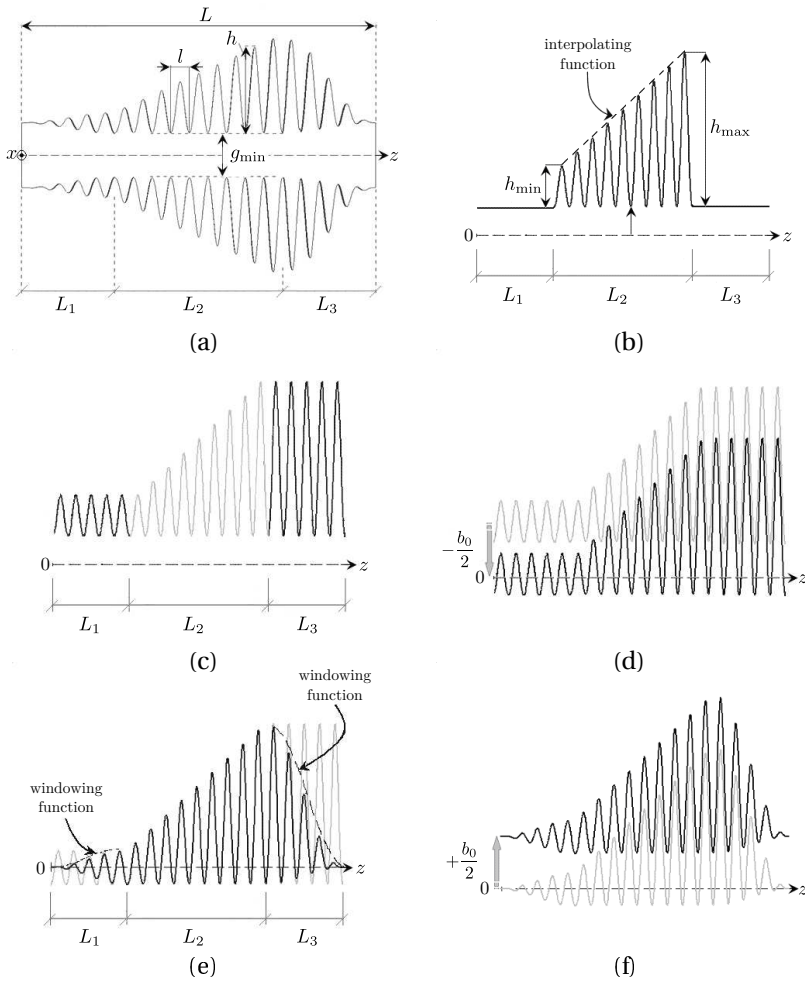 L
h
l
x
g_min
z
L_1 L_2 L_3
(a)
interpolating
function
h_max
h_min
0 z
L_1 L_2 L_3
(b)
0 z
L_1 L_2 L_3
(c)
-b_0/2
0 z
(d)
windowing
function
windowing
function
0 z
L_1 L_2 L_3
(e)
+b_0/2
0 z
(f)